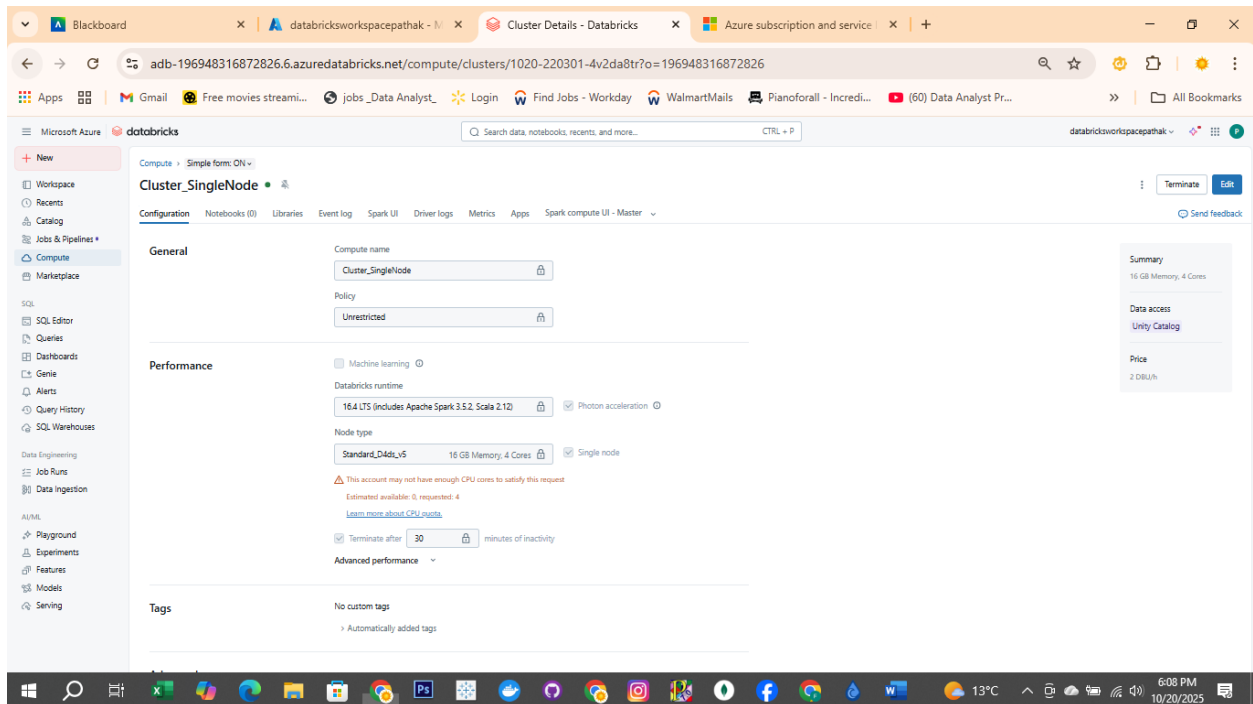 Blackboard
databricksworkspacepathak - M
Cluster Details - Databricks
Azure subscription and service
adb-196948316872826.6.azuredatabricks.net/compute/clusters/1020-220301-4v2da8tr?o=196948316872826
Apps Gmail Free movies streami... jobs _Data Analyst_ Login Find Jobs - Workday WalmartMails Pianoforall - Incredi... (60) Data Analyst Pr... » All Bookmarks
Microsoft Azure databricks Search data, notebooks, recents, and more... CTRL + P databricksworkspacepathak P
+ New
Workspace
Recents
Catalog
Jobs & Pipelines
Compute
Marketplace
SQL
SQL Editor
Queries
Dashboards
Genie
Alerts
Query History
SQL Warehouses
Data Engineering
Job Runs
Data Ingestion
AI/ML
Playground
Experiments
Features
Models
Serving
Compute › Simple form: ON
Cluster_SingleNode
Terminate Edit
Configuration Notebooks (0) Libraries Event log Spark UI Driver logs Metrics Apps Spark compute UI - Master
Send feedback
General
Compute name
Cluster_SingleNode
Policy
Unrestricted
Performance
Machine learning
Databricks runtime
16.4 LTS (includes Apache Spark 3.5.2, Scala 2.12) Photon acceleration
Node type
Standard_D4ds_v5 16 GB Memory, 4 Cores Single node
This account may not have enough CPU cores to satisfy this request
Estimated available: 0, requested: 4
Learn more about CPU quota.
Terminate after 30 minutes of inactivity
Advanced performance
Tags
No custom tags
› Automatically added tags
Summary
16 GB Memory, 4 Cores
Data access
Unity Catalog
Price
2 DBU/h
Ps
13°C
6:08 PM
10/20/2025